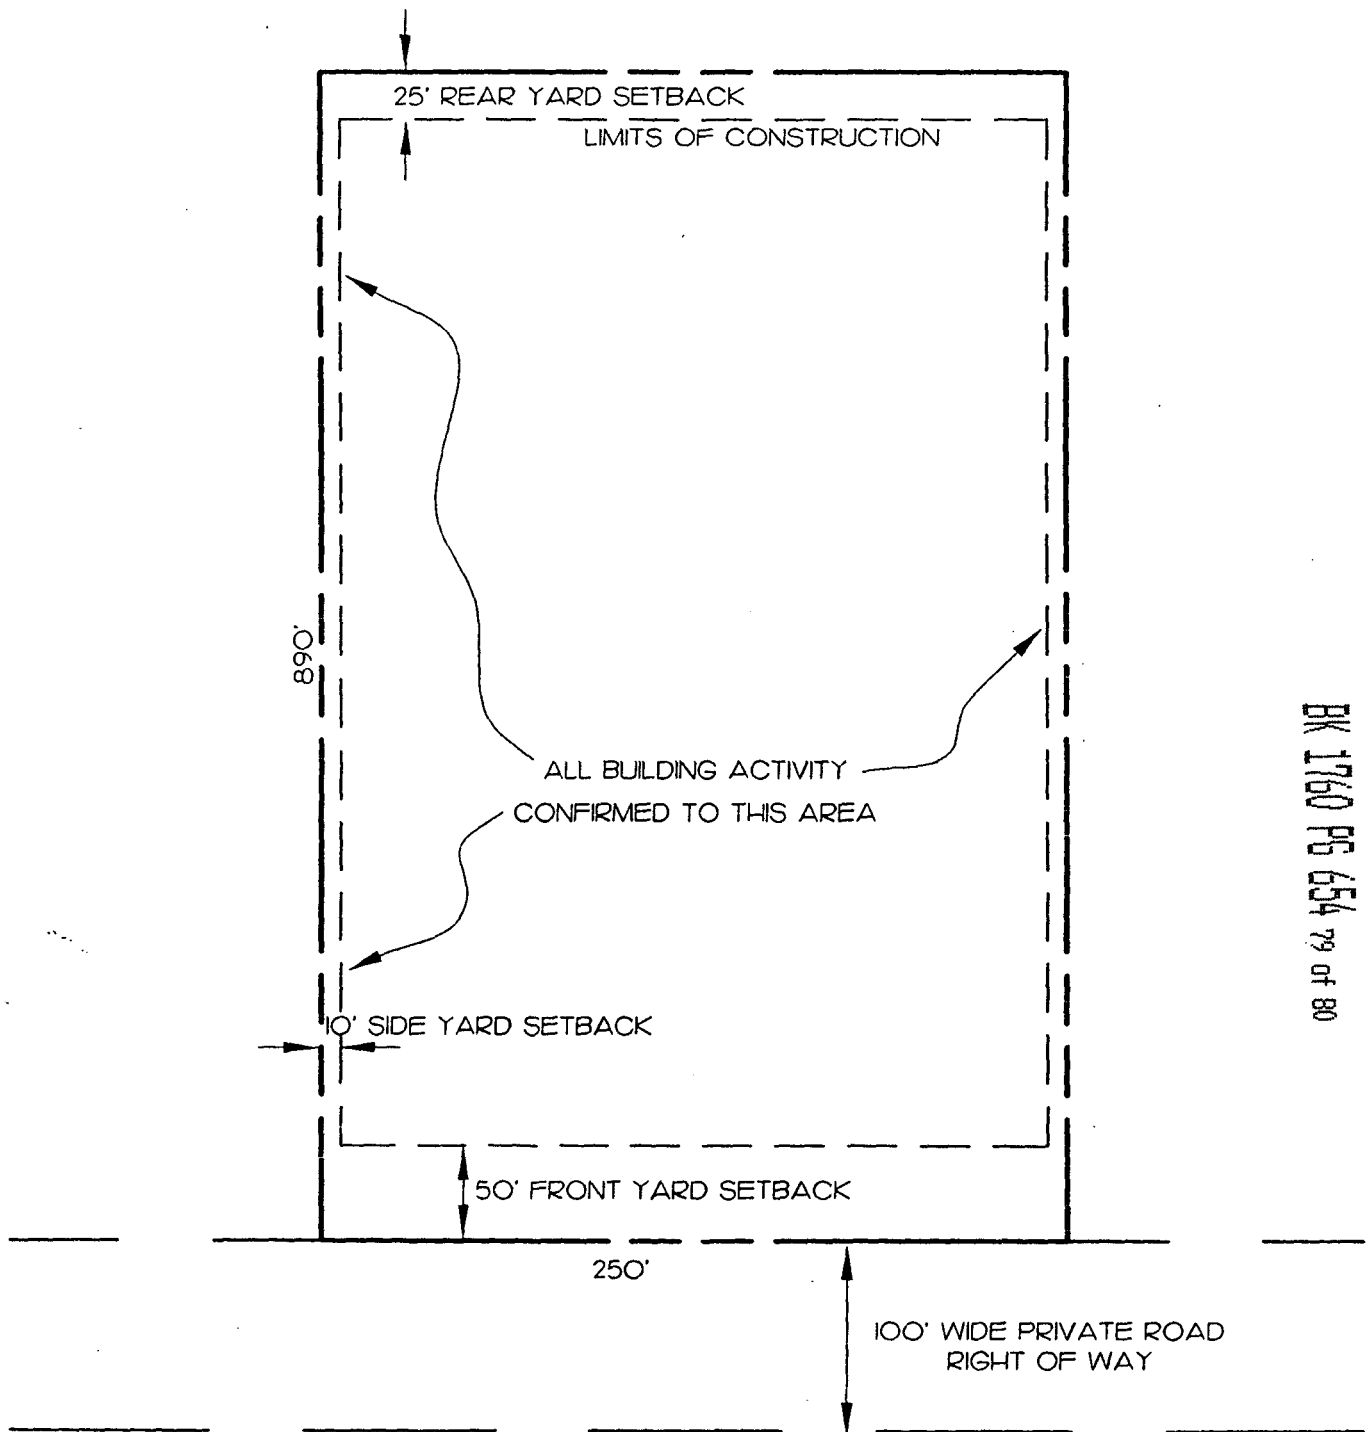 25' REAR YARD SETBACK
LIMITS OF CONSTRUCTION
890'
ALL BUILDING ACTIVITY
CONFIRMED TO THIS AREA
BK 1760 PG 654 79 of 80
10' SIDE YARD SETBACK
50' FRONT YARD SETBACK
250'
100' WIDE PRIVATE ROAD
RIGHT OF WAY